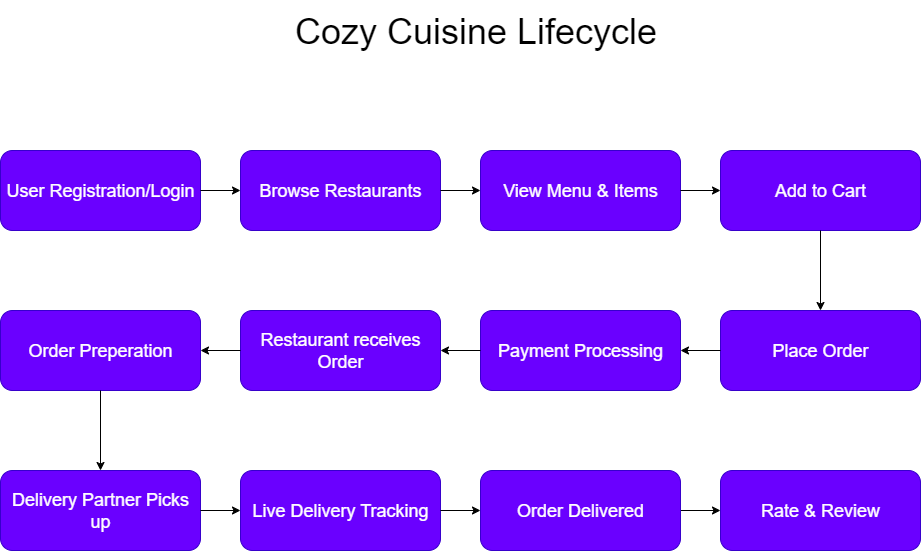 Cozy Cuisine Lifecycle
User Registration/Login
Browse Restaurants
View Menu & Items
Add to Cart
Order Preperation
Restaurant receives
Order
Payment Processing
Place Order
Delivery Partner Picks
up
Live Delivery Tracking
Order Delivered
Rate & Review